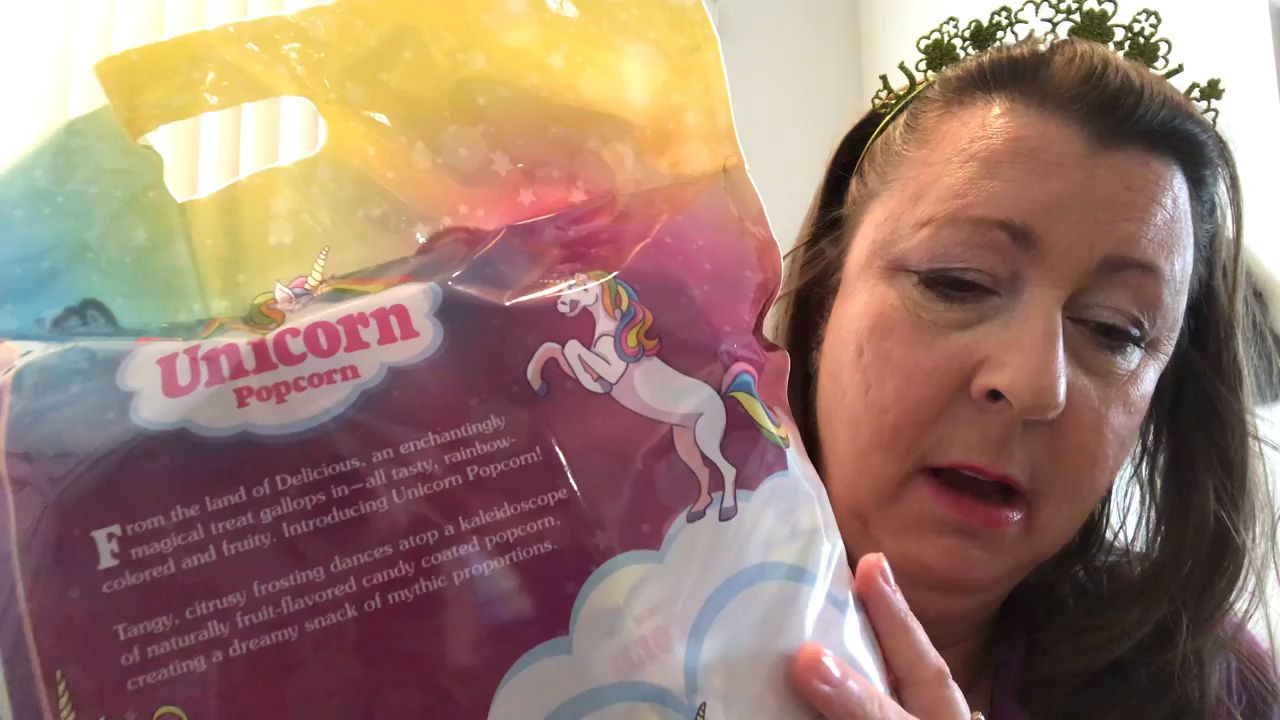 Unicorn
Popcorn
From the land of Delicious, an enchantingly
magical treat gallops in—all tasty, rainbow-
colored and fruity. Introducing Unicorn Popcorn!
Tangy, citrusy frosting dances atop a kaleidoscope
of naturally fruit-flavored candy coated popcorn,
creating a dreamy snack of mythic proportions.